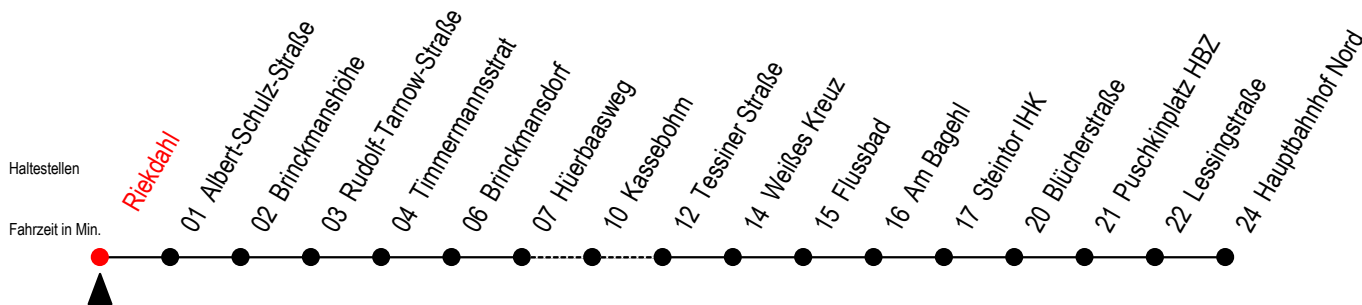 Haltestellen
Fahrzeit in Min.
Riekdahl
01 Albert-Schulz-Straße
02 Brinckmanshöhe
03 Rudolf-Tarnow-Straße
04 Timmermannsstrat
06 Brinckmansdorf
07 Hüerbaasweg
10 Kassebohm
12 Tessiner Straße
14 Weißes Kreuz
15 Flussbad
16 Am Bagehl
17 Steintor IHK
20 Blücherstraße
21 Puschkinplatz HBZ
22 Lessingstraße
24 Hauptbahnhof Nord